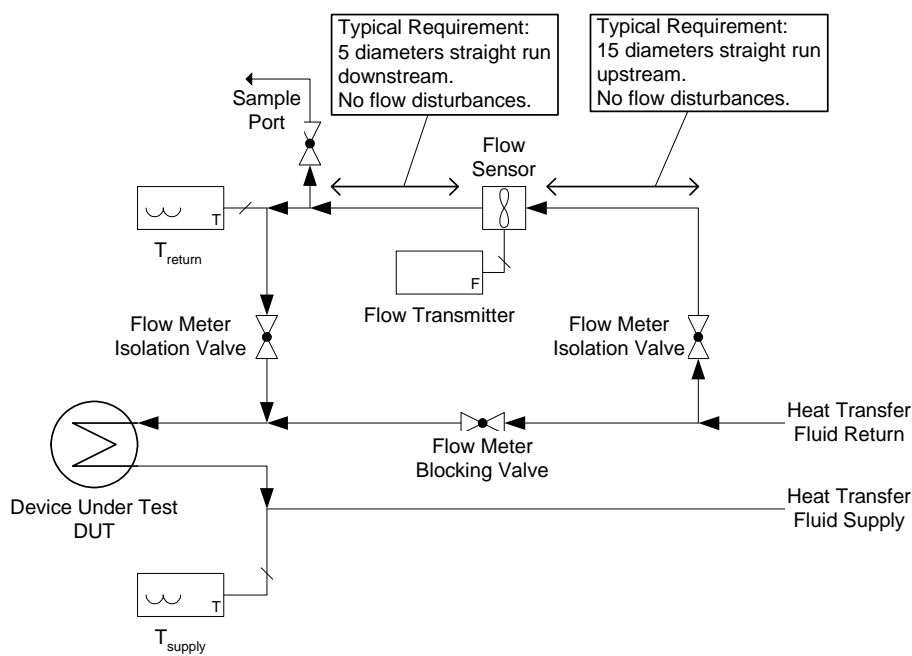 Typical Requirement:
5 diameters straight run
downstream.
No flow disturbances.
Typical Requirement:
15 diameters straight run
upstream.
No flow disturbances.
Sample
Port
Flow
Sensor
T
T_return
F
Flow Transmitter
Flow Meter
Isolation Valve
Flow Meter
Isolation Valve
Heat Transfer
Fluid Return
Flow Meter
Blocking Valve
Device Under Test
DUT
Heat Transfer
Fluid Supply
T
T_supply